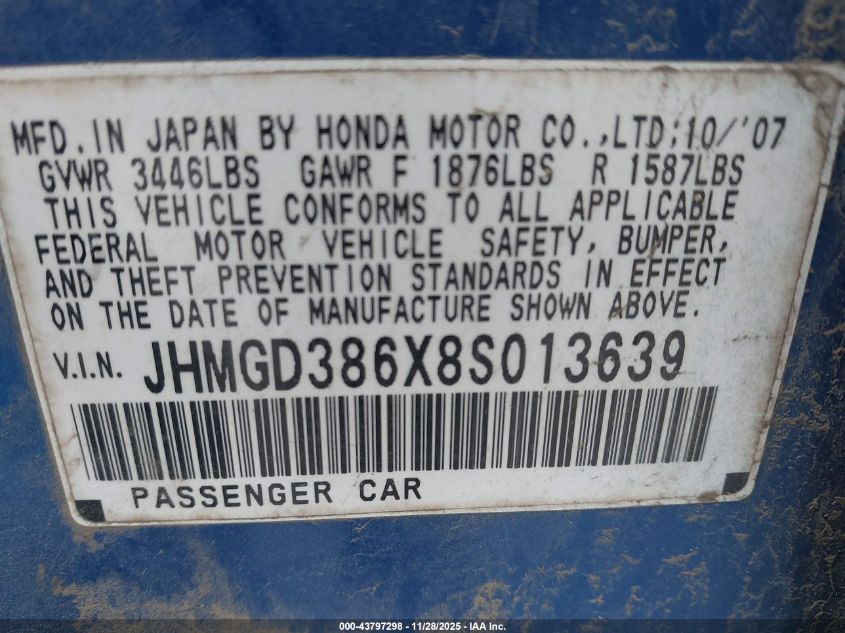 MFD. IN JAPAN BY HONDA MOTOR CO.,LTD; 10/'07
GVWR 3446LBS GAWR F 1876LBS R 1587LBS
THIS VEHICLE CONFORMS TO ALL APPLICABLE
FEDERAL MOTOR VEHICLE SAFETY, BUMPER,
AND THEFT PREVENTION STANDARDS IN EFFECT
ON THE DATE OF MANUFACTURE SHOWN ABOVE.
V.I.N. JHMGD386X8S013639
PASSENGER CAR
000-43797298 - 11/28/2025 - IAA Inc.